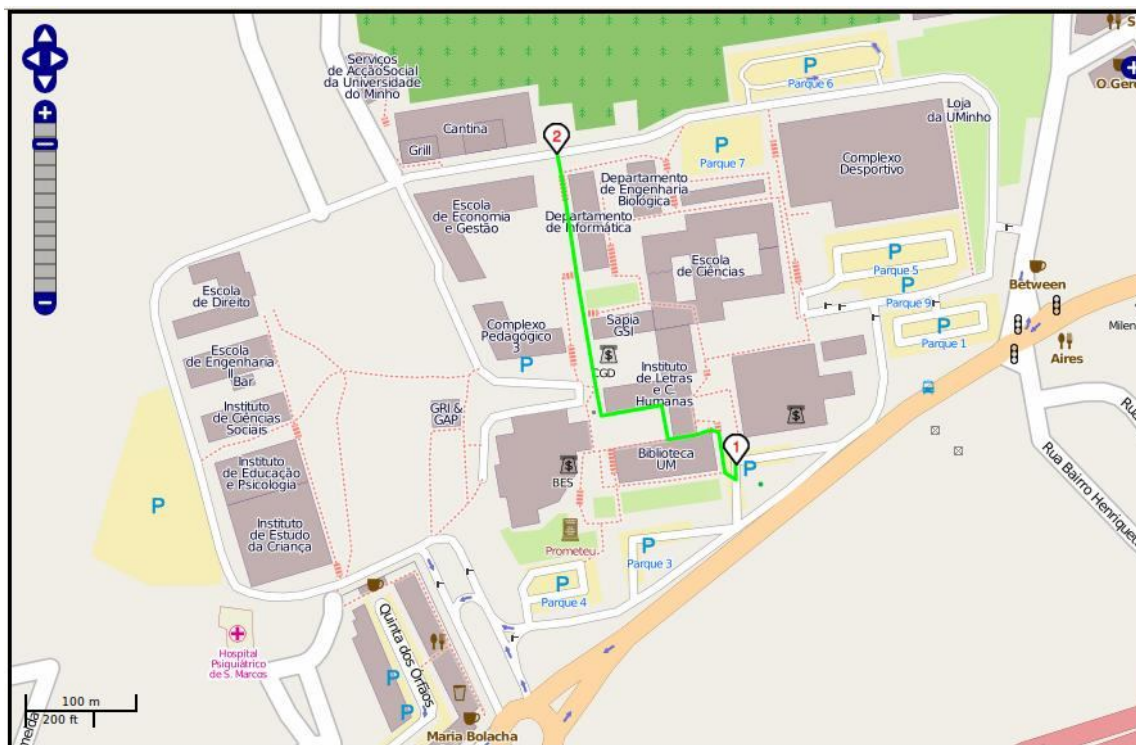 Serviços
de AcçãoSocial
da Universidade
do Minho
Cantina
Grill
2
P
Parque 6
Loja
da UMinho
O.Gero
P
Parque 7
Complexo
Desportivo
Departamento
de Engenharia
Biológica
Escola
de Economia
e Gestão
Departamento
de Informática
Escola
de Ciências
P
Parque 5
P
Parque 9
Between
Escola
de Direito
Complexo
Pedagógico
3
P
Sapia
GSI
$
CGD
P
Parque 1
Aires
Escola
de Engenharia
II
Bar
Instituto
de Letras
e C.
Humanas
Instituto
de Ciências
Sociais
GRI &
GAP
$
1
P
Biblioteca
UM
Instituto
de Educação
e Psicologia
$
BES
P
Rua Bairro Henriqueta
Instituto
de Estudo
da Criança
Prometeu
P
Parque 3
P
Parque 4
Quinta dos Órfãos
Hospital
Psiquiátrico
de S. Marcos
P
P
100 m
200 ft
Maria Bolacha